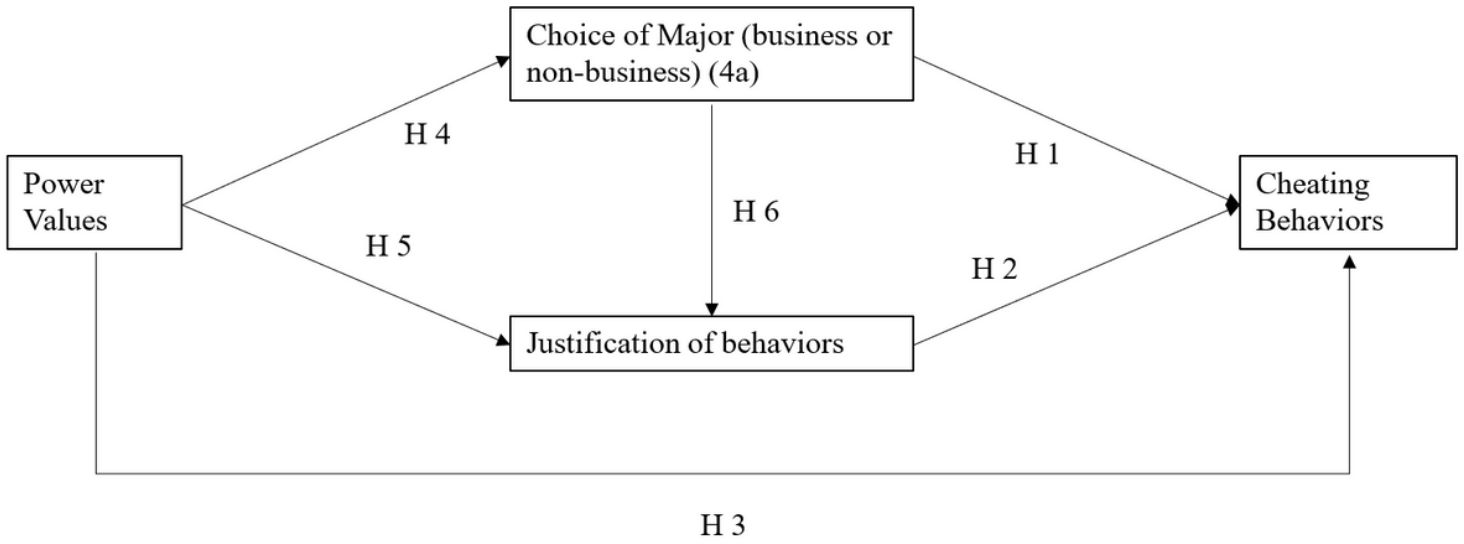 Choice of Major (business or
non-business) (4a)
H 4
H 1
Power
Values
Cheating
Behaviors
H 6
H 5
H 2
Justification of behaviors
H 3